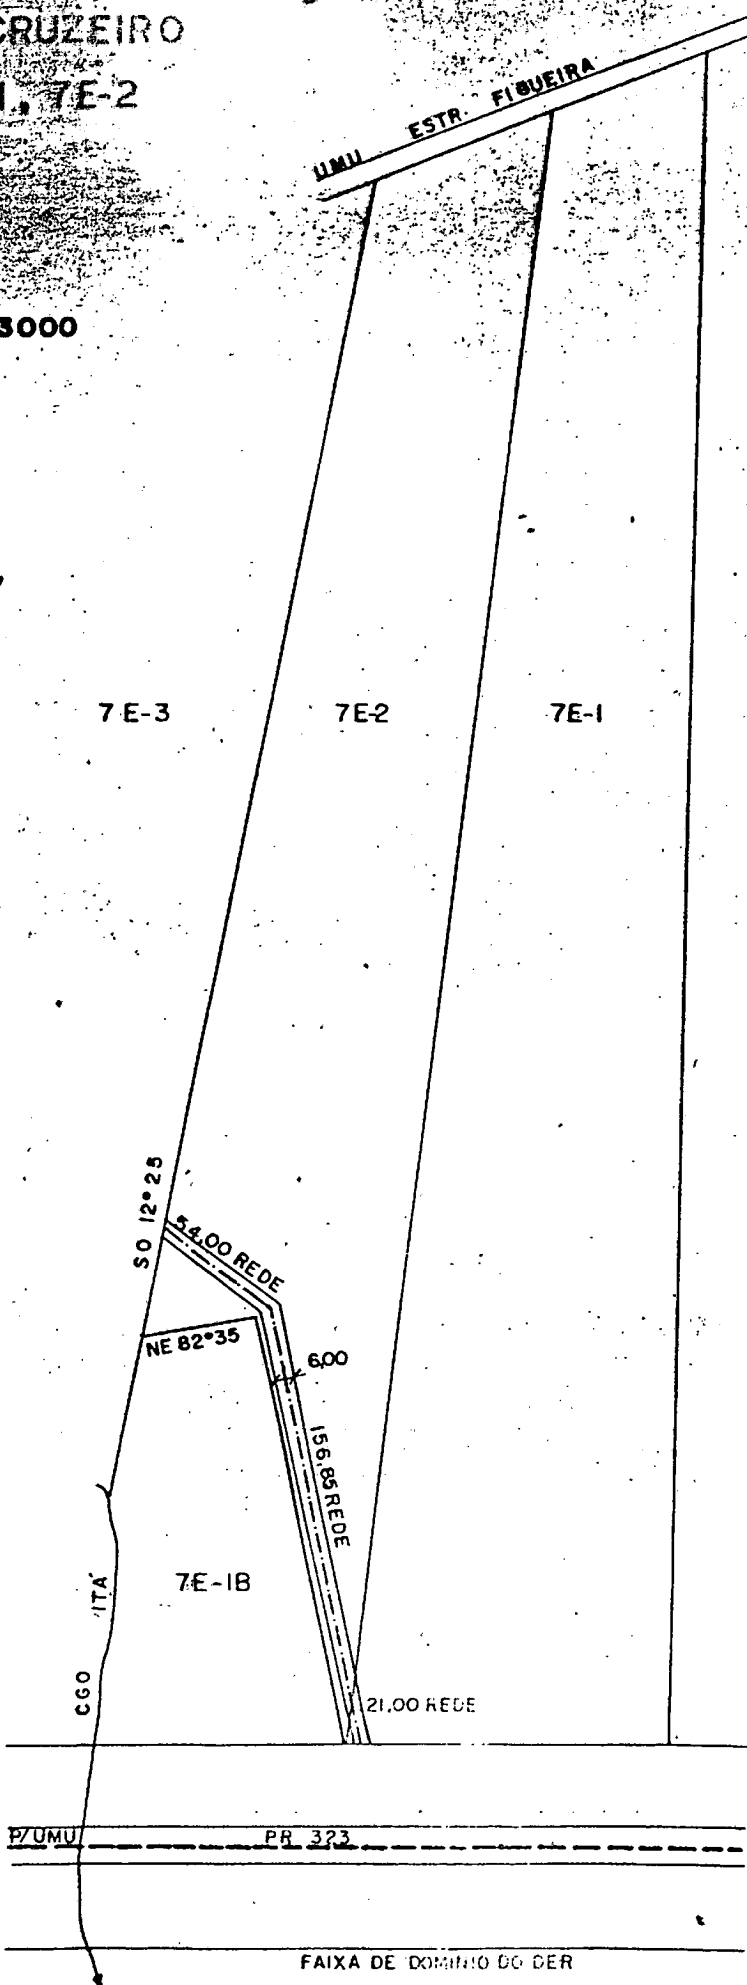 CRUZEIRO
7E-2
3000
UMU ESTR. FIGUEIRA
7E-3
7E-2
7E-1
SO 12°25
54,00 REDE
NE 82°35
6,00
156,85 REDE
7E-1B
CGO ITÁ
21,00 REDE
P/UMU
PR 323
FAIXA DE DOMINIO DO DER